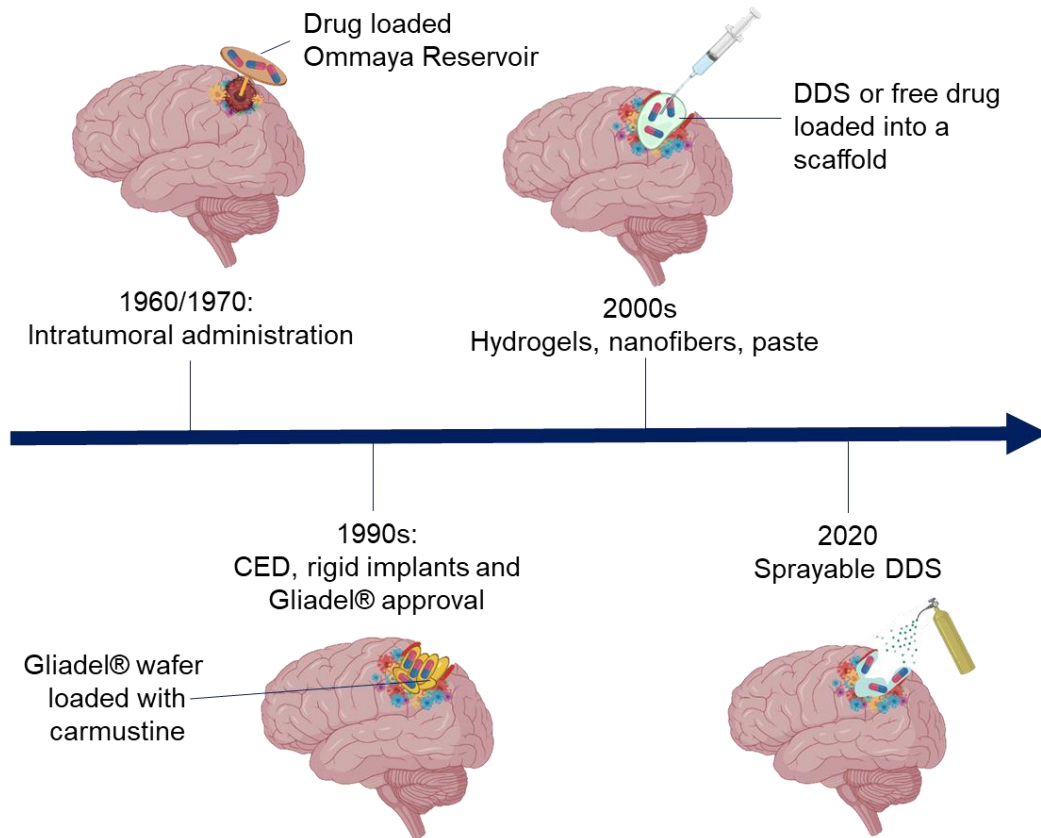 Drug loaded
Ommaya Reservoir
DDS or free drug
loaded into a
scaffold
1960/1970:
Intratumoral administration
2000s
Hydrogels, nanofibers, paste
1990s:
CED, rigid implants and
Gliadel® approval
2020
Sprayable DDS
Gliadel® wafer
loaded with
carmustine